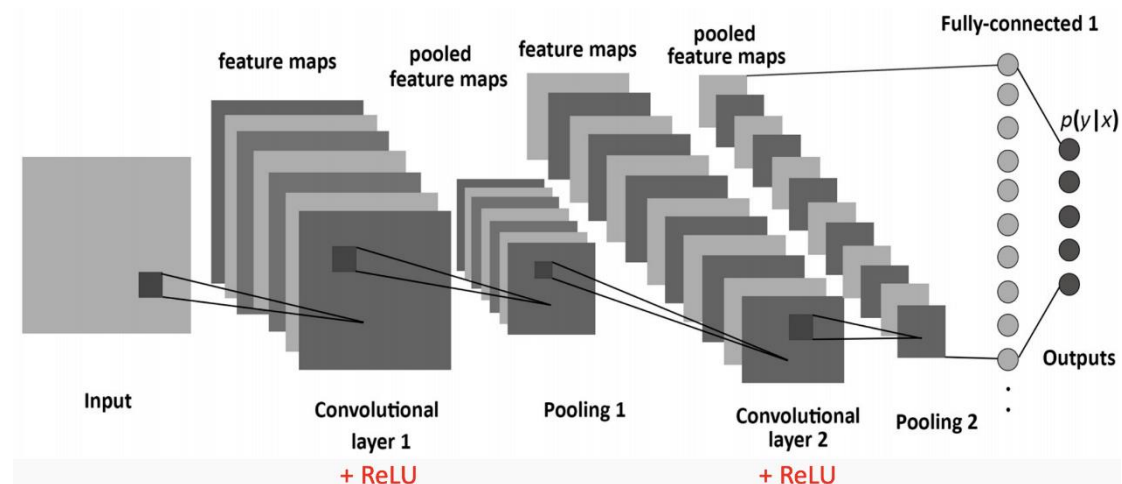 feature maps
pooled
feature maps
feature maps
pooled
feature maps
Fully-connected 1
p(y|x)
Input
Convolutional
layer 1
+ ReLU
Pooling 1
Convolutional
layer 2
+ ReLU
Pooling 2
Outputs